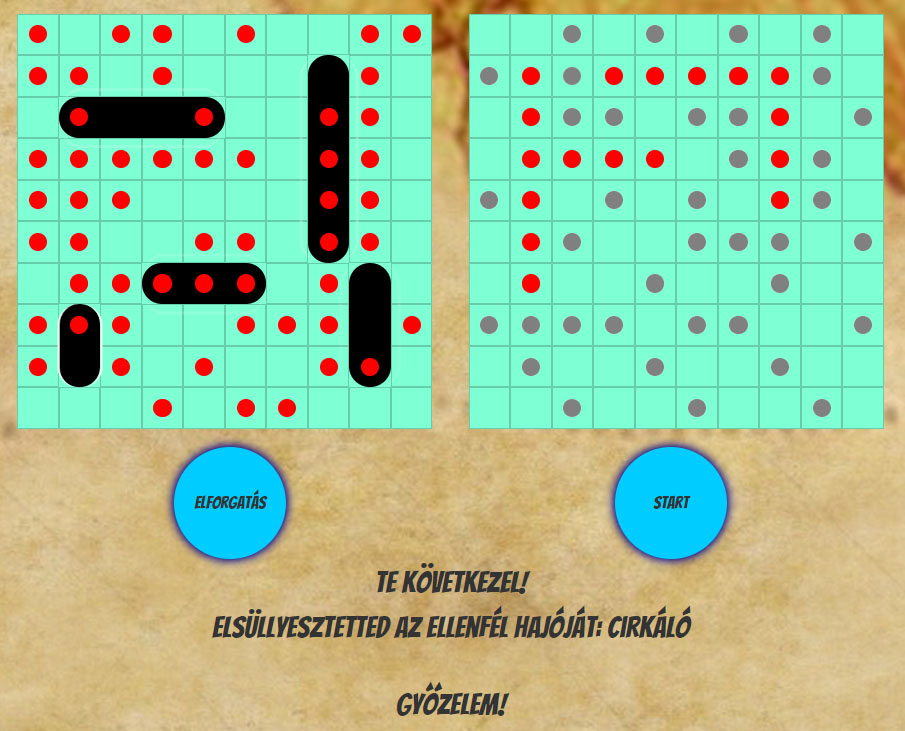 ELFORGATÁS
START
TE KÖVETKEZEL!
ELSÜLLYESZTETTED AZ ELLENFÉL HAJÓJÁT: CIRKÁLÓ
GYŐZELEM!